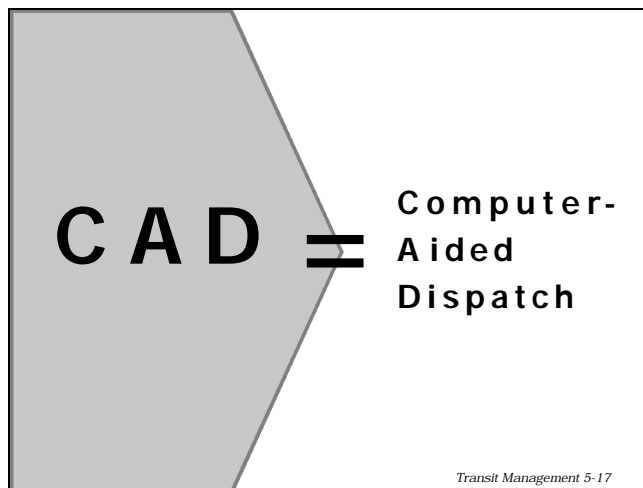 CAD =
Computer-
Aided
Dispatch
Transit Management 5-17